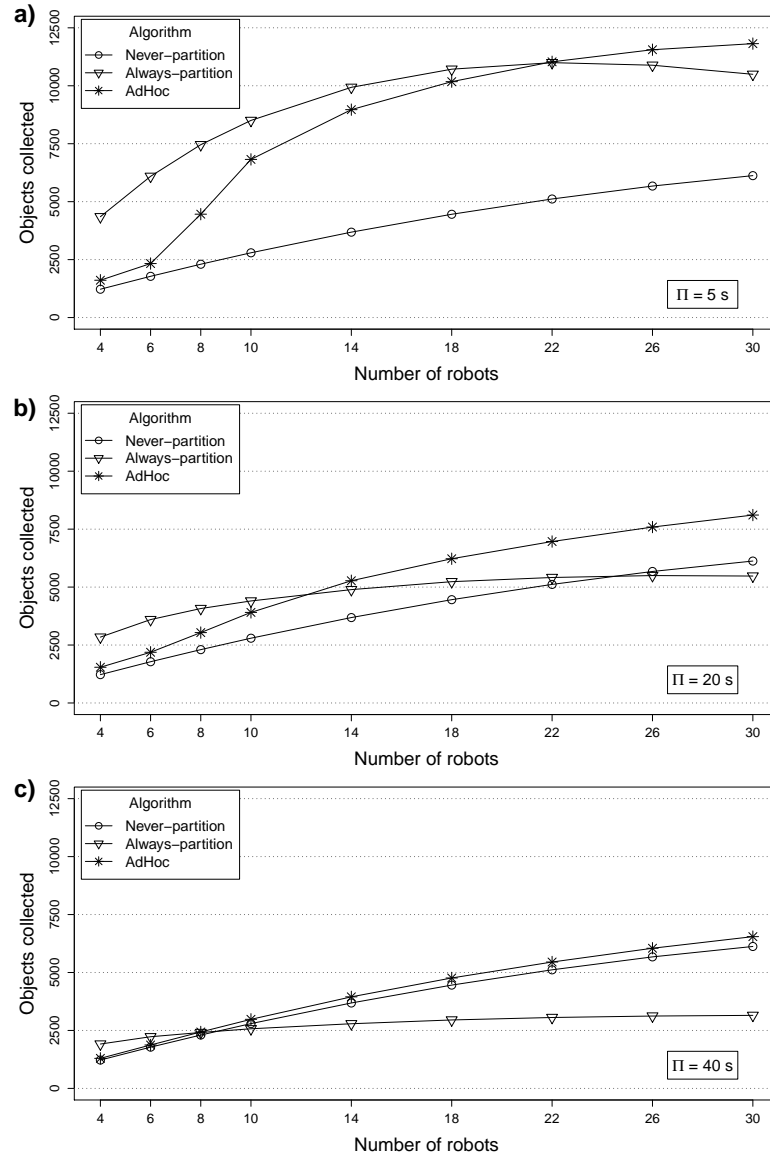 a)
Algorithm
Never−partition
Always−partition
AdHoc
Objects collected
0 2500 5000 7500 10000 12500
Π = 5 s
4 6 8 10 14 18 22 26 30
Number of robots
b)
Algorithm
Never−partition
Always−partition
AdHoc
Objects collected
0 2500 5000 7500 10000 12500
Π = 20 s
4 6 8 10 14 18 22 26 30
Number of robots
c)
Algorithm
Never−partition
Always−partition
AdHoc
Objects collected
0 2500 5000 7500 10000 12500
Π = 40 s
4 6 8 10 14 18 22 26 30
Number of robots